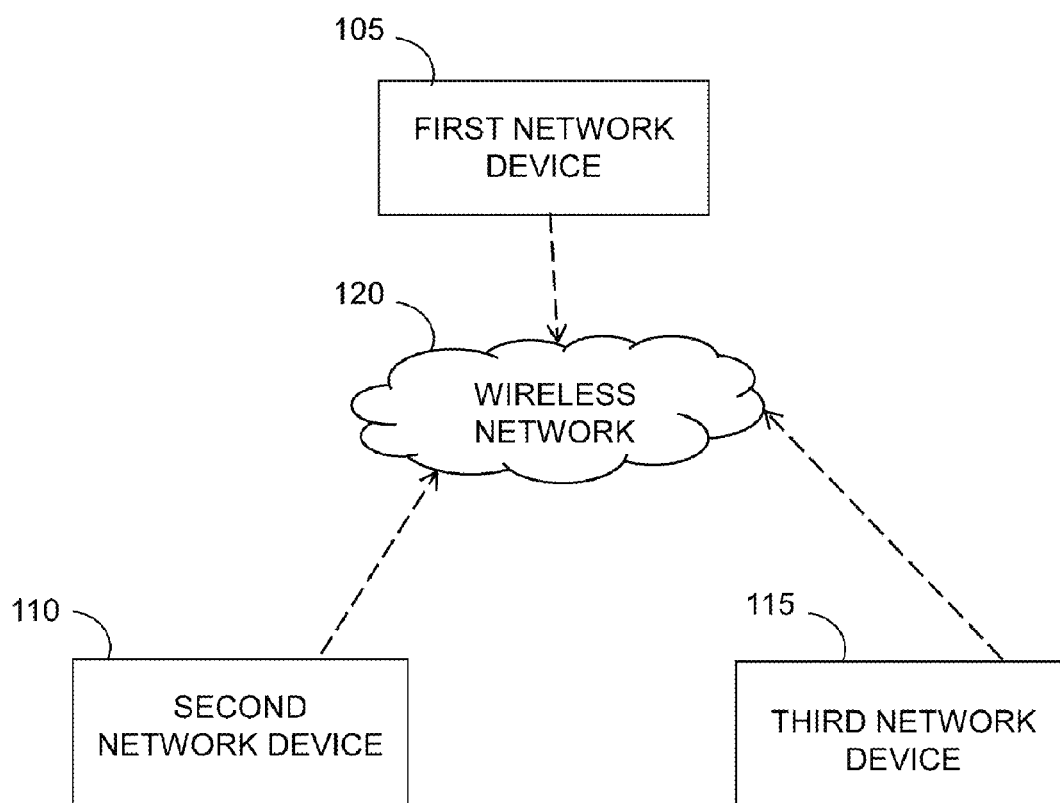 105
FIRST NETWORK
DEVICE
120
WIRELESS
NETWORK
110
SECOND
NETWORK DEVICE
115
THIRD NETWORK
DEVICE